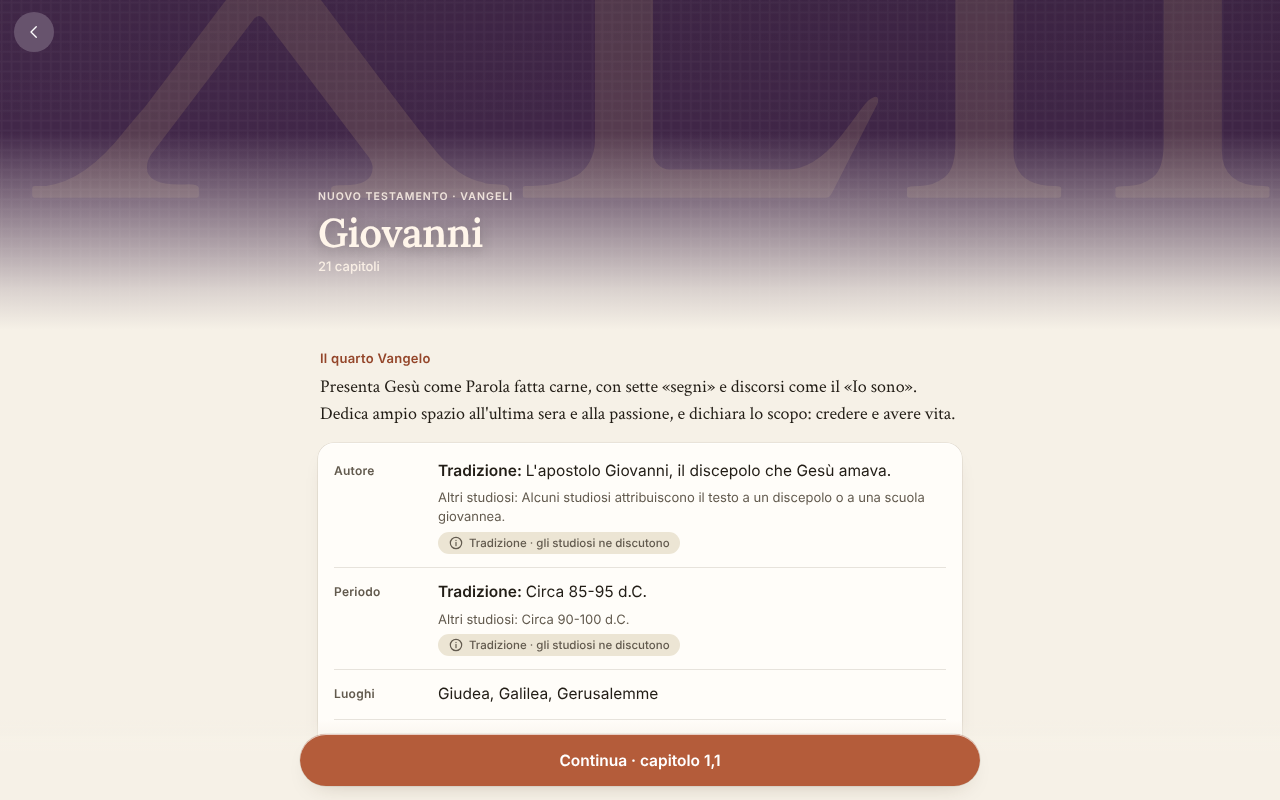 XLII
NUOVO TESTAMENTO · VANGELI
Giovanni
21 capitoli
Il quarto Vangelo
Presenta Gesù come Parola fatta carne, con sette «segni» e discorsi come il «Io sono».
Dedica ampio spazio all'ultima sera e alla passione, e dichiara lo scopo: credere e avere vita.
Autore
Tradizione: L'apostolo Giovanni, il discepolo che Gesù amava.
Altri studiosi: Alcuni studiosi attribuiscono il testo a un discepolo o a una scuola
giovannea.
Tradizione · gli studiosi ne discutono
Periodo
Tradizione: Circa 85-95 d.C.
Altri studiosi: Circa 90-100 d.C.
Tradizione · gli studiosi ne discutono
Luoghi
Giudea, Galilea, Gerusalemme
Continua · capitolo 1,1